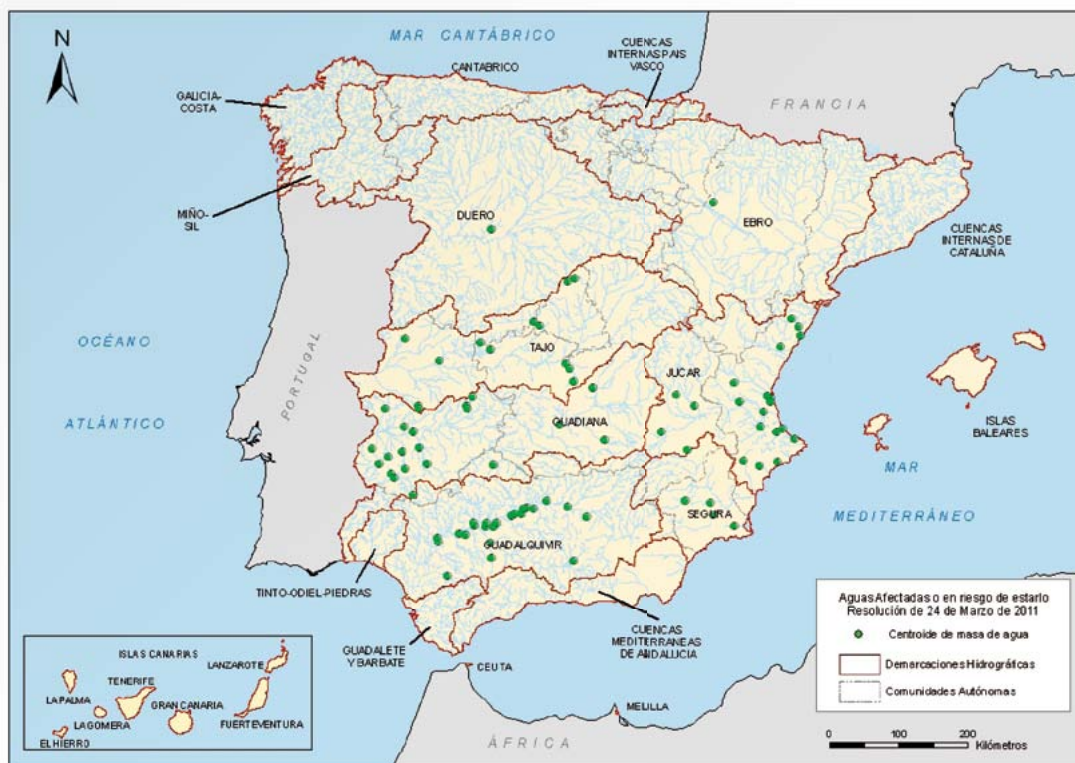 N
MAR CANTÁBRICO
CANTABRICO
CUENCAS
INTERNAS PAIS
VASCO
GALICIA-
COSTA
FRANCIA
MIÑO-
SIL
DUERO
EBRO
CUENCAS
INTERNAS DE
CATALUÑA
OCÉANO
ATLÁNTICO
PORTUGAL
TAJO
JUCAR
GUADIANA
ISLAS
BALEARES
MAR
MEDITERRÁNEO
SEGURA
GUADALQUIVIR
TINTO-ODIEL-PIEDRAS
GUADALETE
Y BARBATE
CUENCAS
MEDITERRANEAS
DE ANDALUCIA
CEUTA
MELILLA
ÁFRICA
ISLAS CANARIAS
LANZAROTE
LA PALMA
TENERIFE
GRAN CANARIA
LA GOMERA
FUERTEVENTURA
EL HIERRO
Aguas Afectadas o en riesgo de estarlo
Resolución de 24 de Marzo de 2011
Centroide de masa de agua
Demarcaciones Hidrográficas
Comunidades Autónomas
0 100 200
Kilómetros